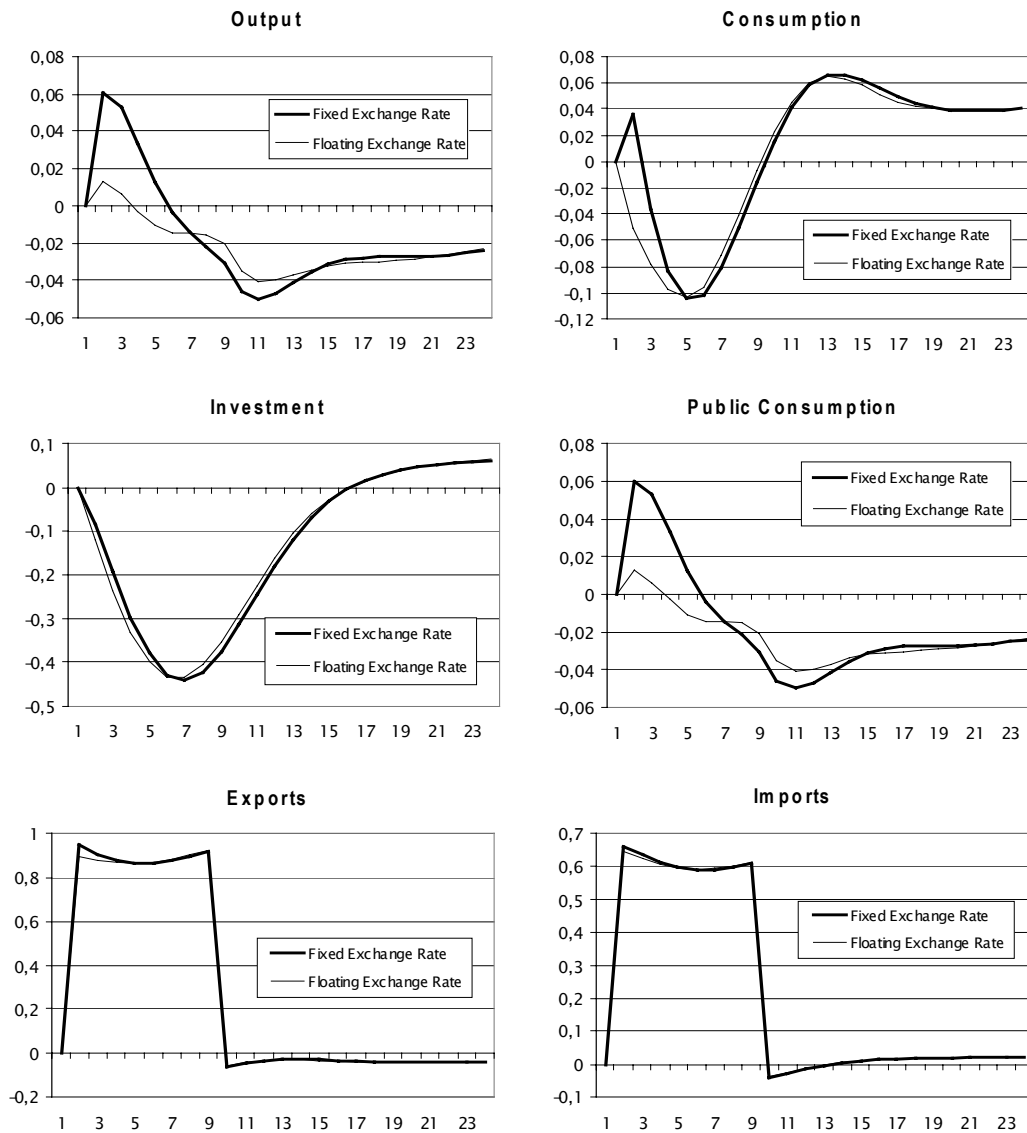 Output
0,08
0,06
0,04
0,02
0
-0,02
-0,04
-0,06
1 3 5 7 9 11 13 15 17 19 21 23
Fixed Exchange Rate
Floating Exchange Rate
Consumption
0,08
0,06
0,04
0,02
0
-0,02
-0,04
-0,06
-0,08
-0,1
-0,12
1 3 5 7 9 11 13 15 17 19 21 23
Fixed Exchange Rate
Floating Exchange Rate
Investment
0,1
0
-0,1
-0,2
-0,3
-0,4
-0,5
1 3 5 7 9 11 13 15 17 19 21 23
Fixed Exchange Rate
Floating Exchange Rate
Public Consumption
0,08
0,06
0,04
0,02
0
-0,02
-0,04
-0,06
1 3 5 7 9 11 13 15 17 19 21 23
Fixed Exchange Rate
Floating Exchange Rate
Exports
1
0,8
0,6
0,4
0,2
0
-0,2
1 3 5 7 9 11 13 15 17 19 21 23
Fixed Exchange Rate
Floating Exchange Rate
Imports
0,7
0,6
0,5
0,4
0,3
0,2
0,1
0
-0,1
1 3 5 7 9 11 13 15 17 19 21 23
Fixed Exchange Rate
Floating Exchange Rate